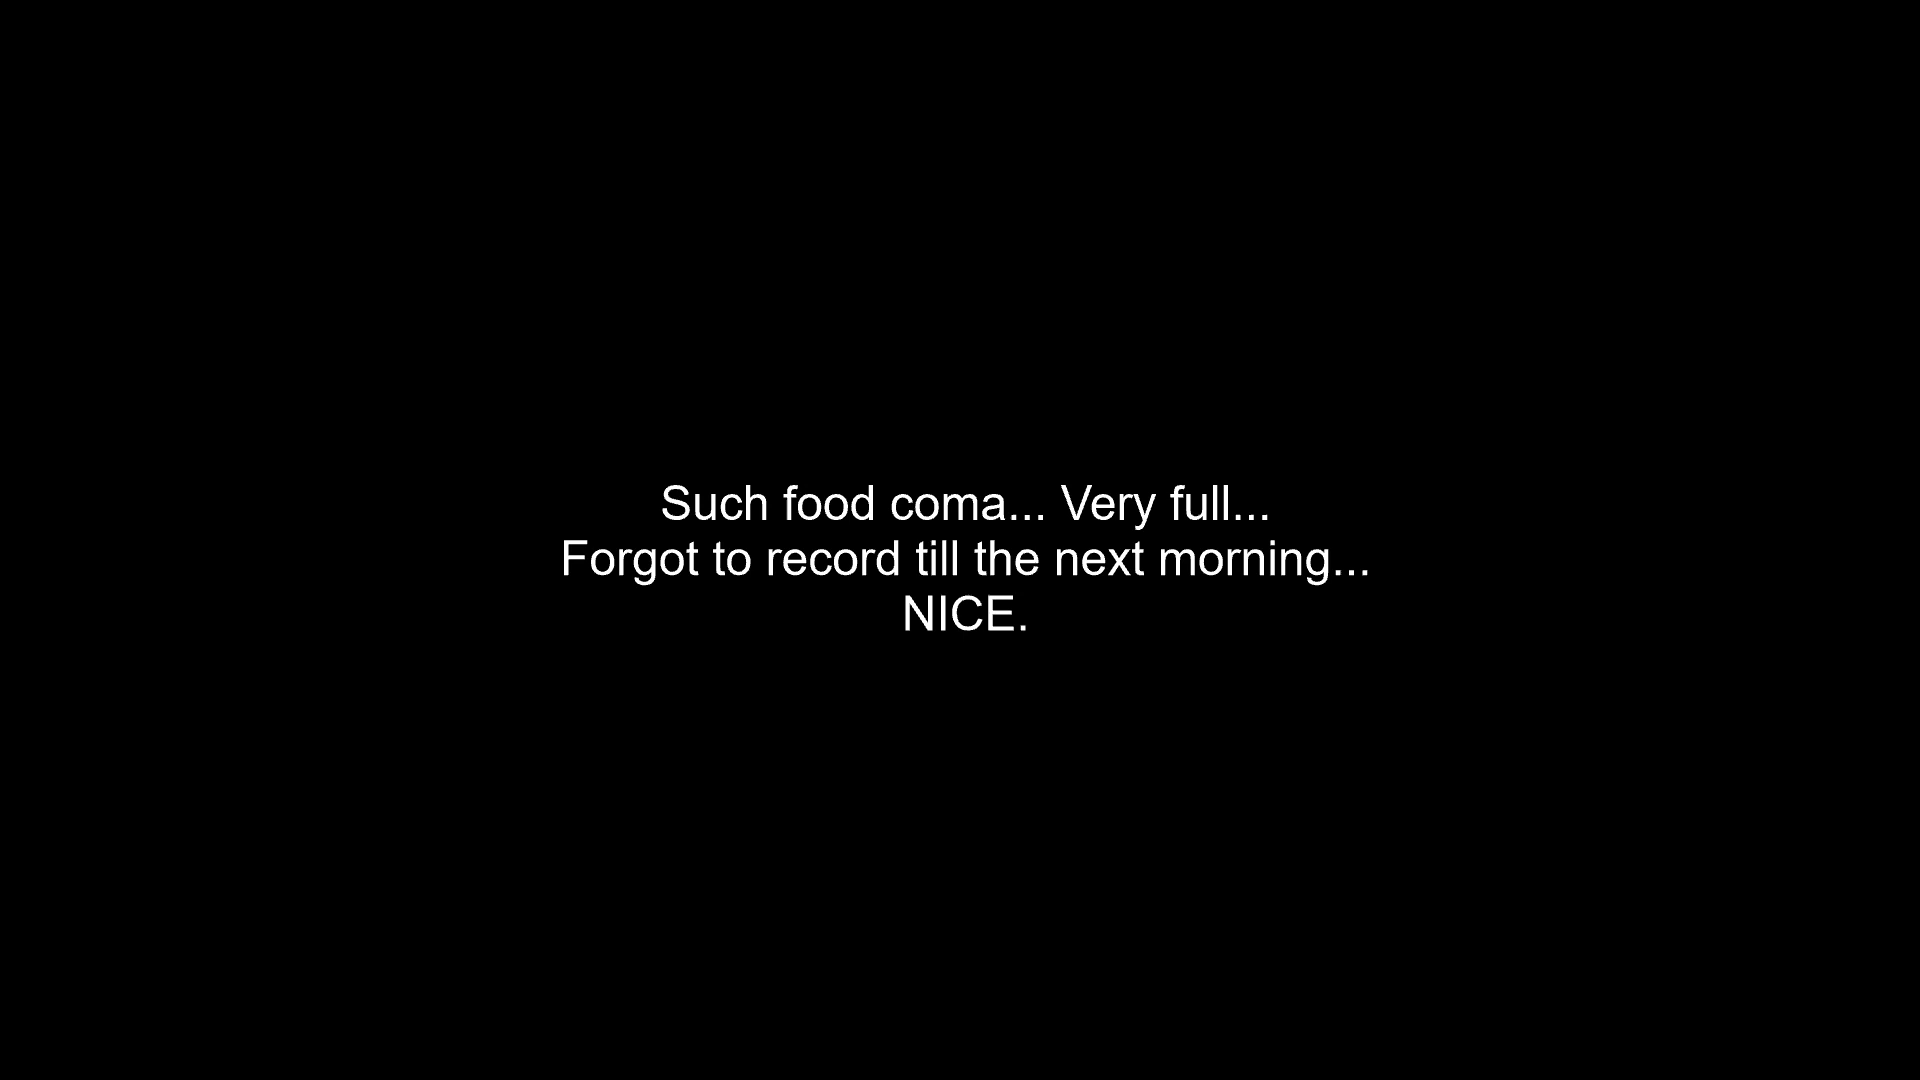 Such food coma... Very full...
Forgot to record till the next morning...
NICE.